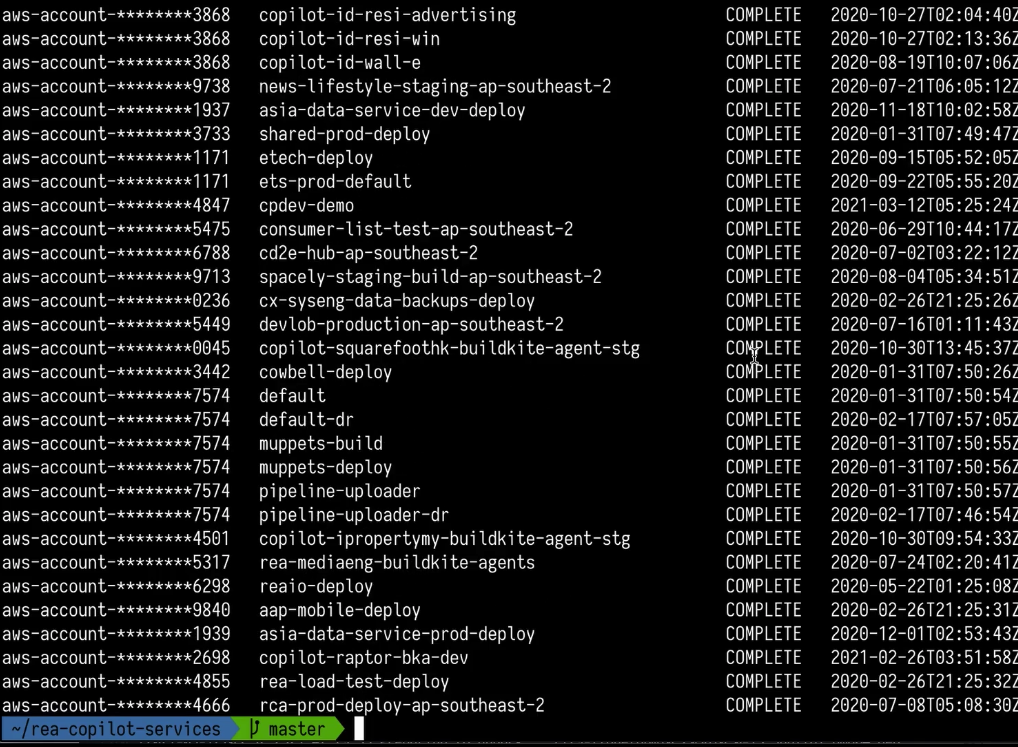 aws-account-********3868 copilot-id-resi-advertising COMPLETE 2020-10-27T02:04:40Z
aws-account-********3868 copilot-id-resi-win COMPLETE 2020-10-27T02:13:36Z
aws-account-********3868 copilot-id-wall-e COMPLETE 2020-08-19T10:07:06Z
aws-account-********9738 news-lifestyle-staging-ap-southeast-2 COMPLETE 2020-07-21T06:05:12Z
aws-account-********1937 asia-data-service-dev-deploy COMPLETE 2020-11-18T10:02:58Z
aws-account-********3733 shared-prod-deploy COMPLETE 2020-01-31T07:49:47Z
aws-account-********1171 etech-deploy COMPLETE 2020-09-15T05:52:05Z
aws-account-********1171 ets-prod-default COMPLETE 2020-09-22T05:55:20Z
aws-account-********4847 cpdev-demo COMPLETE 2021-03-12T05:25:24Z
aws-account-********5475 consumer-list-test-ap-southeast-2 COMPLETE 2020-06-29T10:44:17Z
aws-account-********6788 cd2e-hub-ap-southeast-2 COMPLETE 2020-07-02T03:22:12Z
aws-account-********9713 spacely-staging-build-ap-southeast-2 COMPLETE 2020-08-04T05:34:51Z
aws-account-********0236 cx-syseng-data-backups-deploy COMPLETE 2020-02-26T21:25:26Z
aws-account-********5449 devlob-production-ap-southeast-2 COMPLETE 2020-07-16T01:11:43Z
aws-account-********0045 copilot-squarefoothk-buildkite-agent-stg COMPLETE 2020-10-30T13:45:37Z
aws-account-********3442 cowbell-deploy COMPLETE 2020-01-31T07:50:26Z
aws-account-********7574 default COMPLETE 2020-01-31T07:50:54Z
aws-account-********7574 default-dr COMPLETE 2020-02-17T07:57:05Z
aws-account-********7574 muppets-build COMPLETE 2020-01-31T07:50:55Z
aws-account-********7574 muppets-deploy COMPLETE 2020-01-31T07:50:56Z
aws-account-********7574 pipeline-uploader COMPLETE 2020-01-31T07:50:57Z
aws-account-********7574 pipeline-uploader-dr COMPLETE 2020-02-17T07:46:54Z
aws-account-********4501 copilot-ipropertymy-buildkite-agent-stg COMPLETE 2020-10-30T09:54:33Z
aws-account-********5317 rea-mediaeng-buildkite-agents COMPLETE 2020-07-24T02:20:41Z
aws-account-********6298 reaio-deploy COMPLETE 2020-05-22T01:25:08Z
aws-account-********9840 aap-mobile-deploy COMPLETE 2020-02-26T21:25:31Z
aws-account-********1939 asia-data-service-prod-deploy COMPLETE 2020-12-01T02:53:43Z
aws-account-********2698 copilot-raptor-bka-dev COMPLETE 2021-02-26T03:51:58Z
aws-account-********4855 rea-load-test-deploy COMPLETE 2020-02-26T21:25:32Z
aws-account-********4666 rca-prod-deploy-ap-southeast-2 COMPLETE 2020-07-08T05:08:30Z
~/rea-copilot-services master